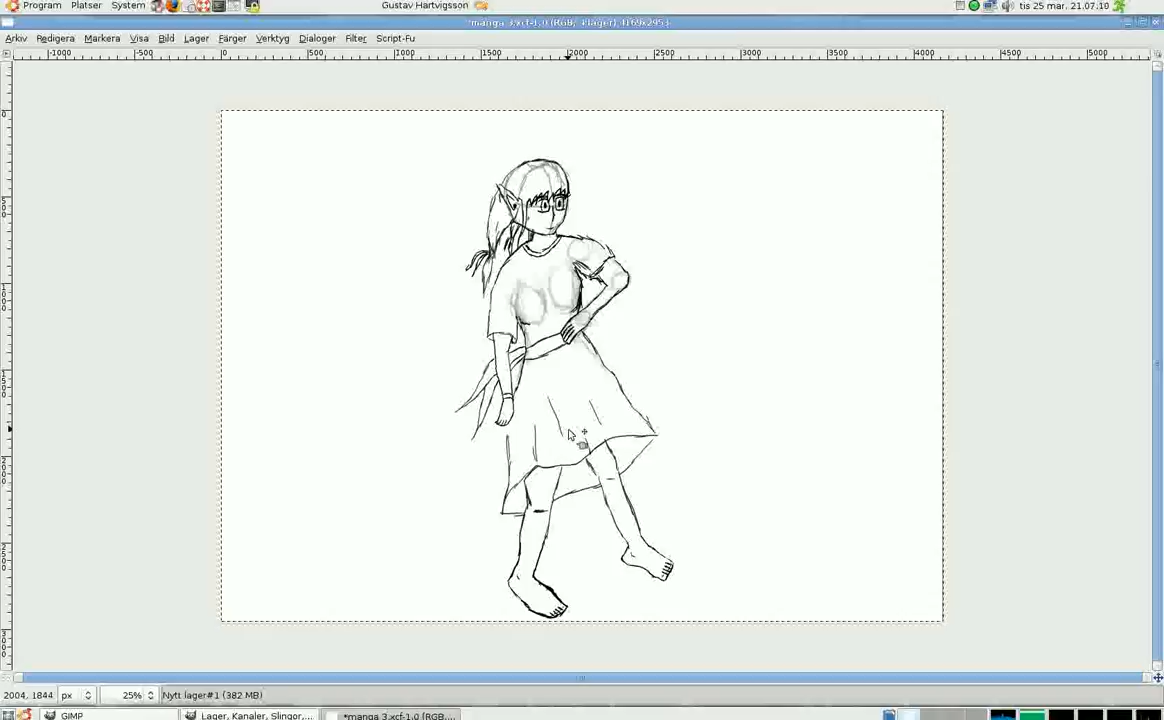 Program Platser System Gustav Hartvigsson tis 25 mar, 21.07.10
Arkiv Redigera Markera Visa Bild Lager Färger Verktyg Dialoger Filter Script-Fu
-1000 -500 0 500 1000 1500 2000 2500 3000 3500 4000 4500 5000
2004, 1844 px 25% Nytt lager#1 (382 MB)
GIMP Lager, Kanaler, Slingor,... *manga 3.xcf-1.0 (RGB,...